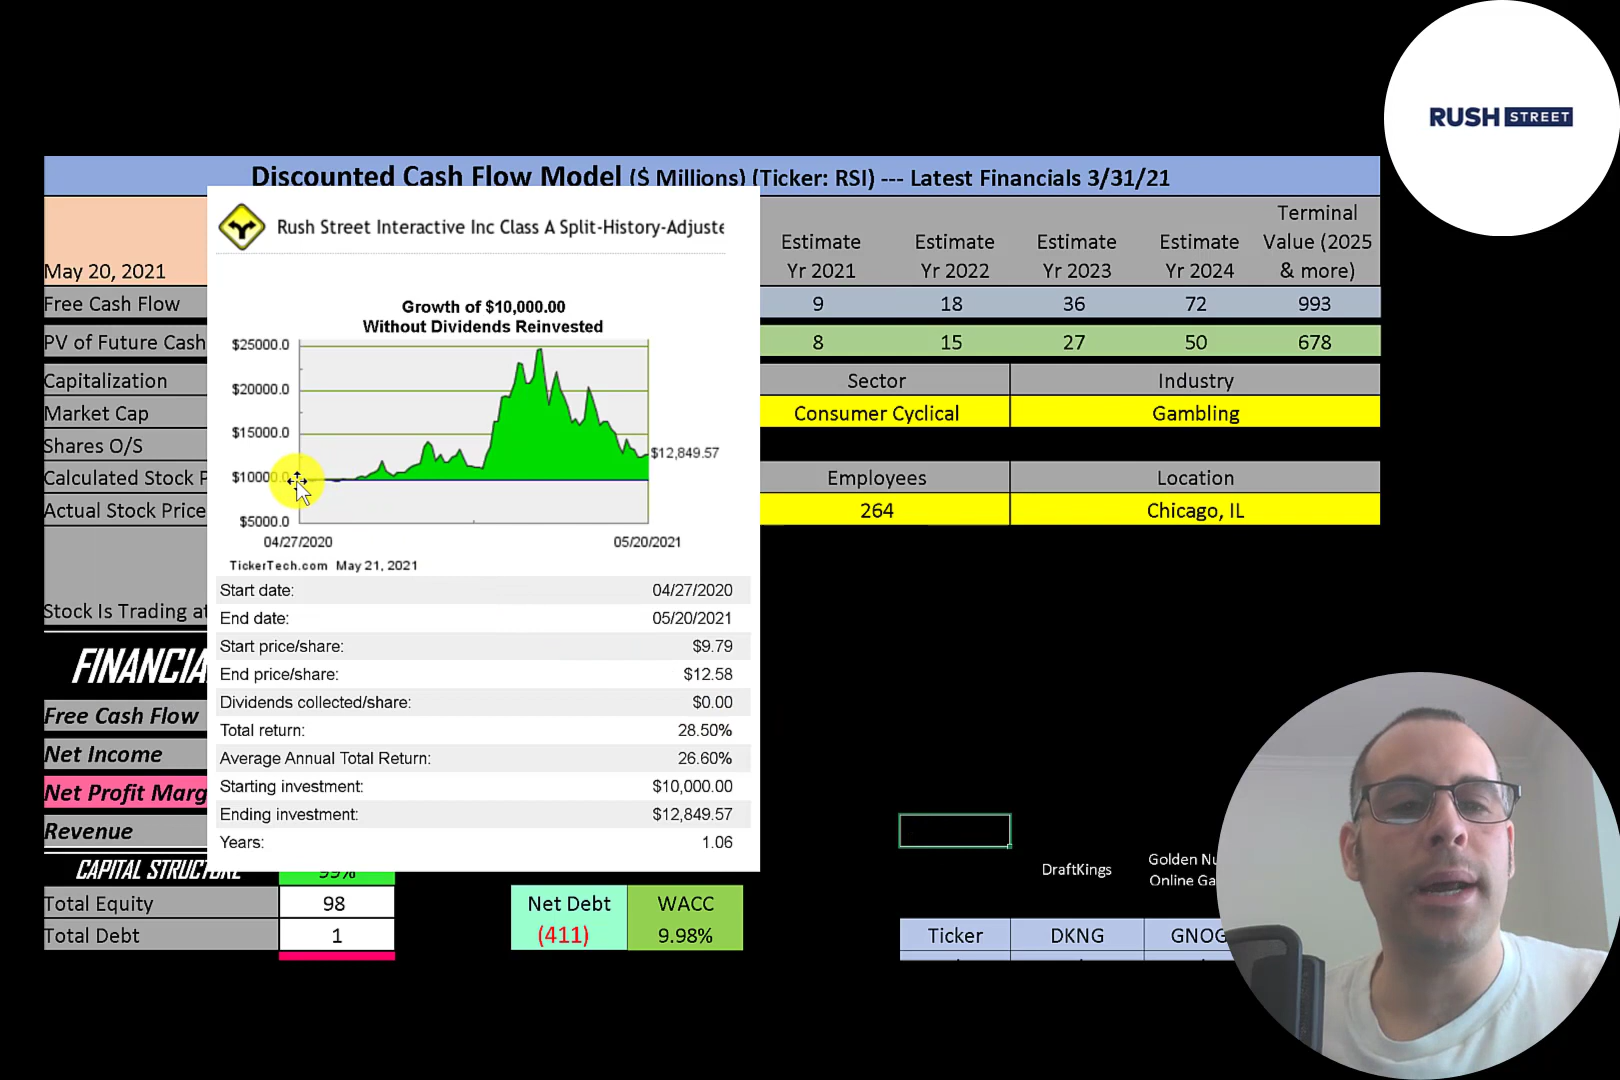 RUSH STREET
Discounted Cash Flow Model ($ Millions) (Ticker: RSI) --- Latest Financials 3/31/21
May 20, 2021
Estimate Yr 2021
Estimate Yr 2022
Estimate Yr 2023
Estimate Yr 2024
Terminal Value (2025 & more)
Free Cash Flow 9 18 36 72 993
PV of Future Cash 8 15 27 50 678
Capitalization Sector Industry
Market Cap Consumer Cyclical Gambling
Shares O/S
Calculated Stock P Employees Location
Actual Stock Price 264 Chicago, IL
Stock Is Trading at
FINANCIA
Free Cash Flow
Net Income
Net Profit Marg
Revenue
CAPITAL STRUCTURE 99%
Total Equity 98
Total Debt 1
Net Debt WACC
(411) 9.98%
DraftKings
Golden Nu
Online Ga
Ticker DKNG GNOG
Rush Street Interactive Inc Class A Split-History-Adjuste
Growth of $10,000.00
Without Dividends Reinvested
$25000.0
$20000.0
$15000.0
$10000.0
$5000.0
$12,849.57
04/27/2020 05/20/2021
TickerTech.com May 21, 2021
Start date: 04/27/2020
End date: 05/20/2021
Start price/share: $9.79
End price/share: $12.58
Dividends collected/share: $0.00
Total return: 28.50%
Average Annual Total Return: 26.60%
Starting investment: $10,000.00
Ending investment: $12,849.57
Years: 1.06